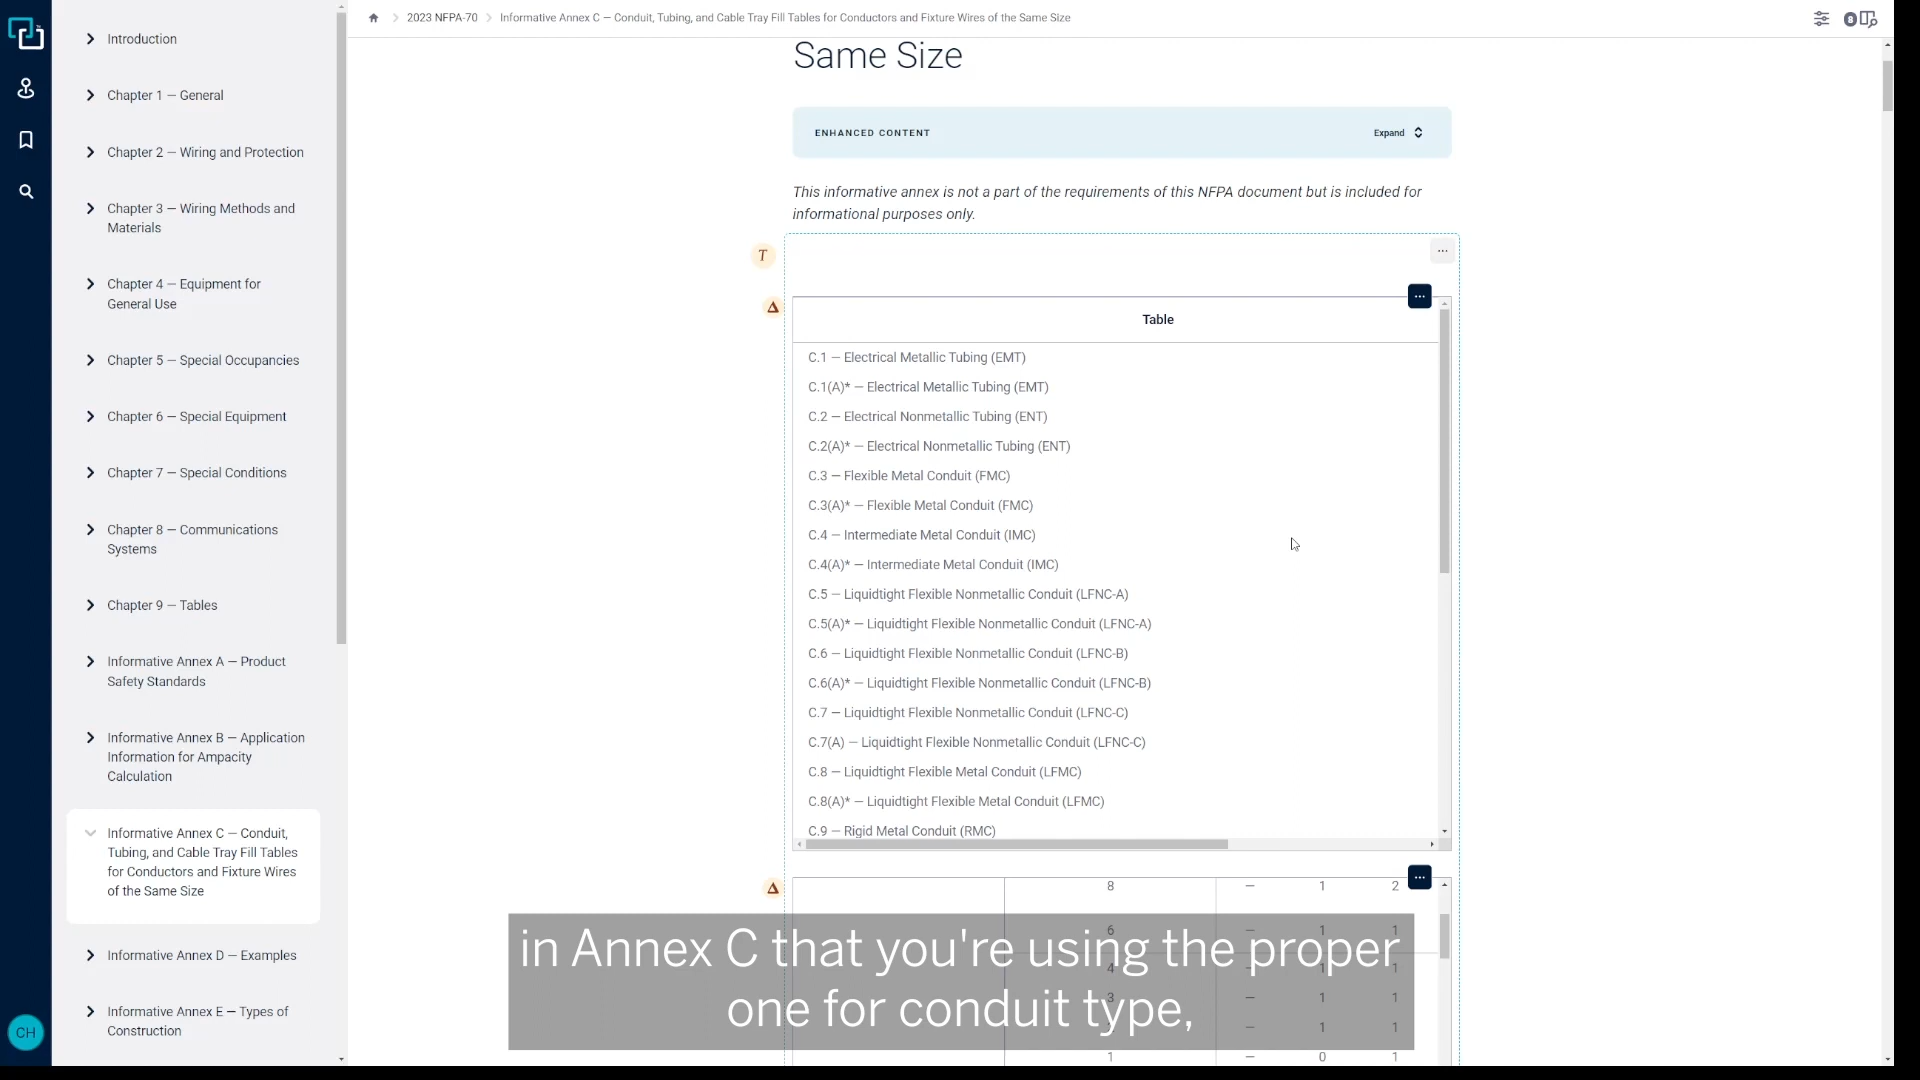 2023 NFPA-70
Informative Annex C — Conduit, Tubing, and Cable Tray Fill Tables for Conductors and Fixture Wires of the Same Size
8
Introduction
Chapter 1 — General
Chapter 2 — Wiring and Protection
Chapter 3 — Wiring Methods and
Materials
Chapter 4 — Equipment for
General Use
Chapter 5 — Special Occupancies
Chapter 6 — Special Equipment
Chapter 7 — Special Conditions
Chapter 8 — Communications
Systems
Chapter 9 — Tables
Informative Annex A — Product
Safety Standards
Informative Annex B — Application
Information for Ampacity
Calculation
Informative Annex C — Conduit,
Tubing, and Cable Tray Fill Tables
for Conductors and Fixture Wires
of the Same Size
Informative Annex D — Examples
Informative Annex E — Types of
Construction
CH
Same Size
ENHANCED CONTENT
Expand
This informative annex is not a part of the requirements of this NFPA document but is included for
informational purposes only.
T
Table
C.1 — Electrical Metallic Tubing (EMT)
C.1(A)* — Electrical Metallic Tubing (EMT)
C.2 — Electrical Nonmetallic Tubing (ENT)
C.2(A)* — Electrical Nonmetallic Tubing (ENT)
C.3 — Flexible Metal Conduit (FMC)
C.3(A)* — Flexible Metal Conduit (FMC)
C.4 — Intermediate Metal Conduit (IMC)
C.4(A)* — Intermediate Metal Conduit (IMC)
C.5 — Liquidtight Flexible Nonmetallic Conduit (LFNC-A)
C.5(A)* — Liquidtight Flexible Nonmetallic Conduit (LFNC-A)
C.6 — Liquidtight Flexible Nonmetallic Conduit (LFNC-B)
C.6(A)* — Liquidtight Flexible Nonmetallic Conduit (LFNC-B)
C.7 — Liquidtight Flexible Nonmetallic Conduit (LFNC-C)
C.7(A) — Liquidtight Flexible Nonmetallic Conduit (LFNC-C)
C.8 — Liquidtight Flexible Metal Conduit (LFMC)
C.8(A)* — Liquidtight Flexible Metal Conduit (LFMC)
C.9 — Rigid Metal Conduit (RMC)
8 — 1 2
6 — 1 1
4 — 1 1
3 — 1 1
— 1 1
1 — 0 1
in Annex C that you're using the proper
one for conduit type,